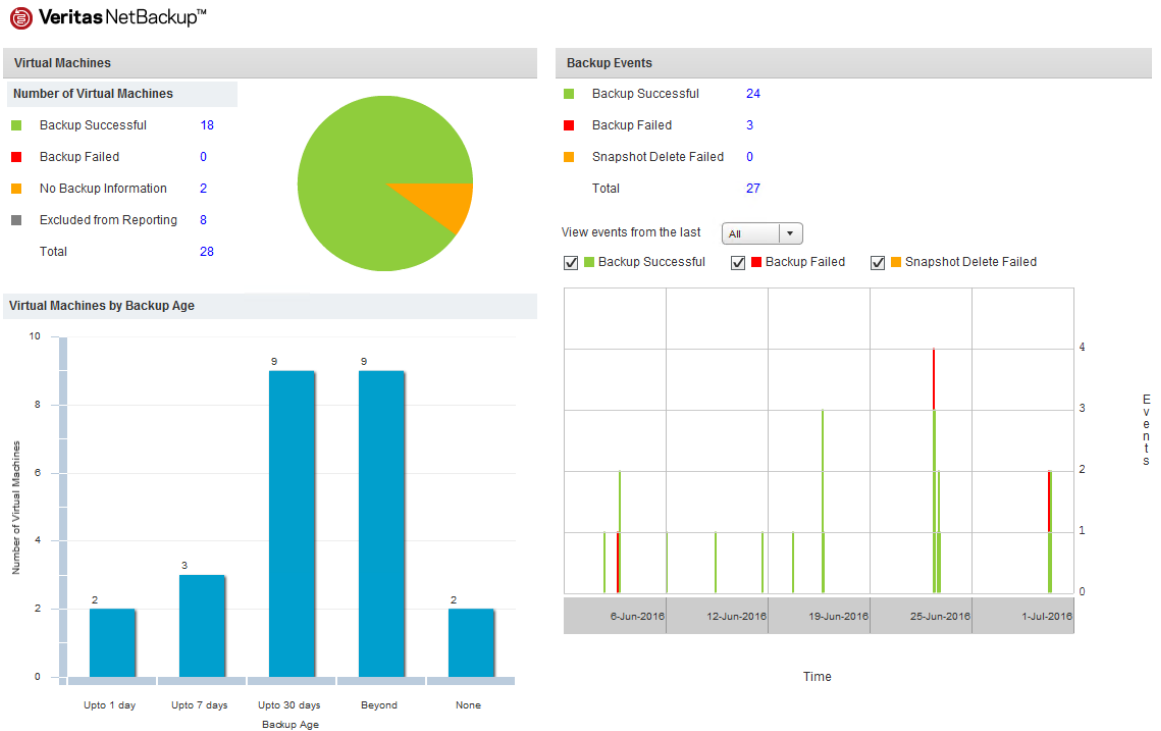 Veritas NetBackup™
Virtual Machines
Number of Virtual Machines
Backup Successful 18
Backup Failed 0
No Backup Information 2
Excluded from Reporting 8
Total 28
Virtual Machines by Backup Age
10
8
6
4
2
0
Number of Virtual Machines
2
3
9
9
2
Upto 1 day
Upto 7 days
Upto 30 days
Beyond
None
Backup Age
Backup Events
Backup Successful 24
Backup Failed 3
Snapshot Delete Failed 0
Total 27
View events from the last All
Backup Successful Backup Failed Snapshot Delete Failed
4
3
2
1
0
Events
6-Jun-2016 12-Jun-2016 19-Jun-2016 25-Jun-2016 1-Jul-2016
Time